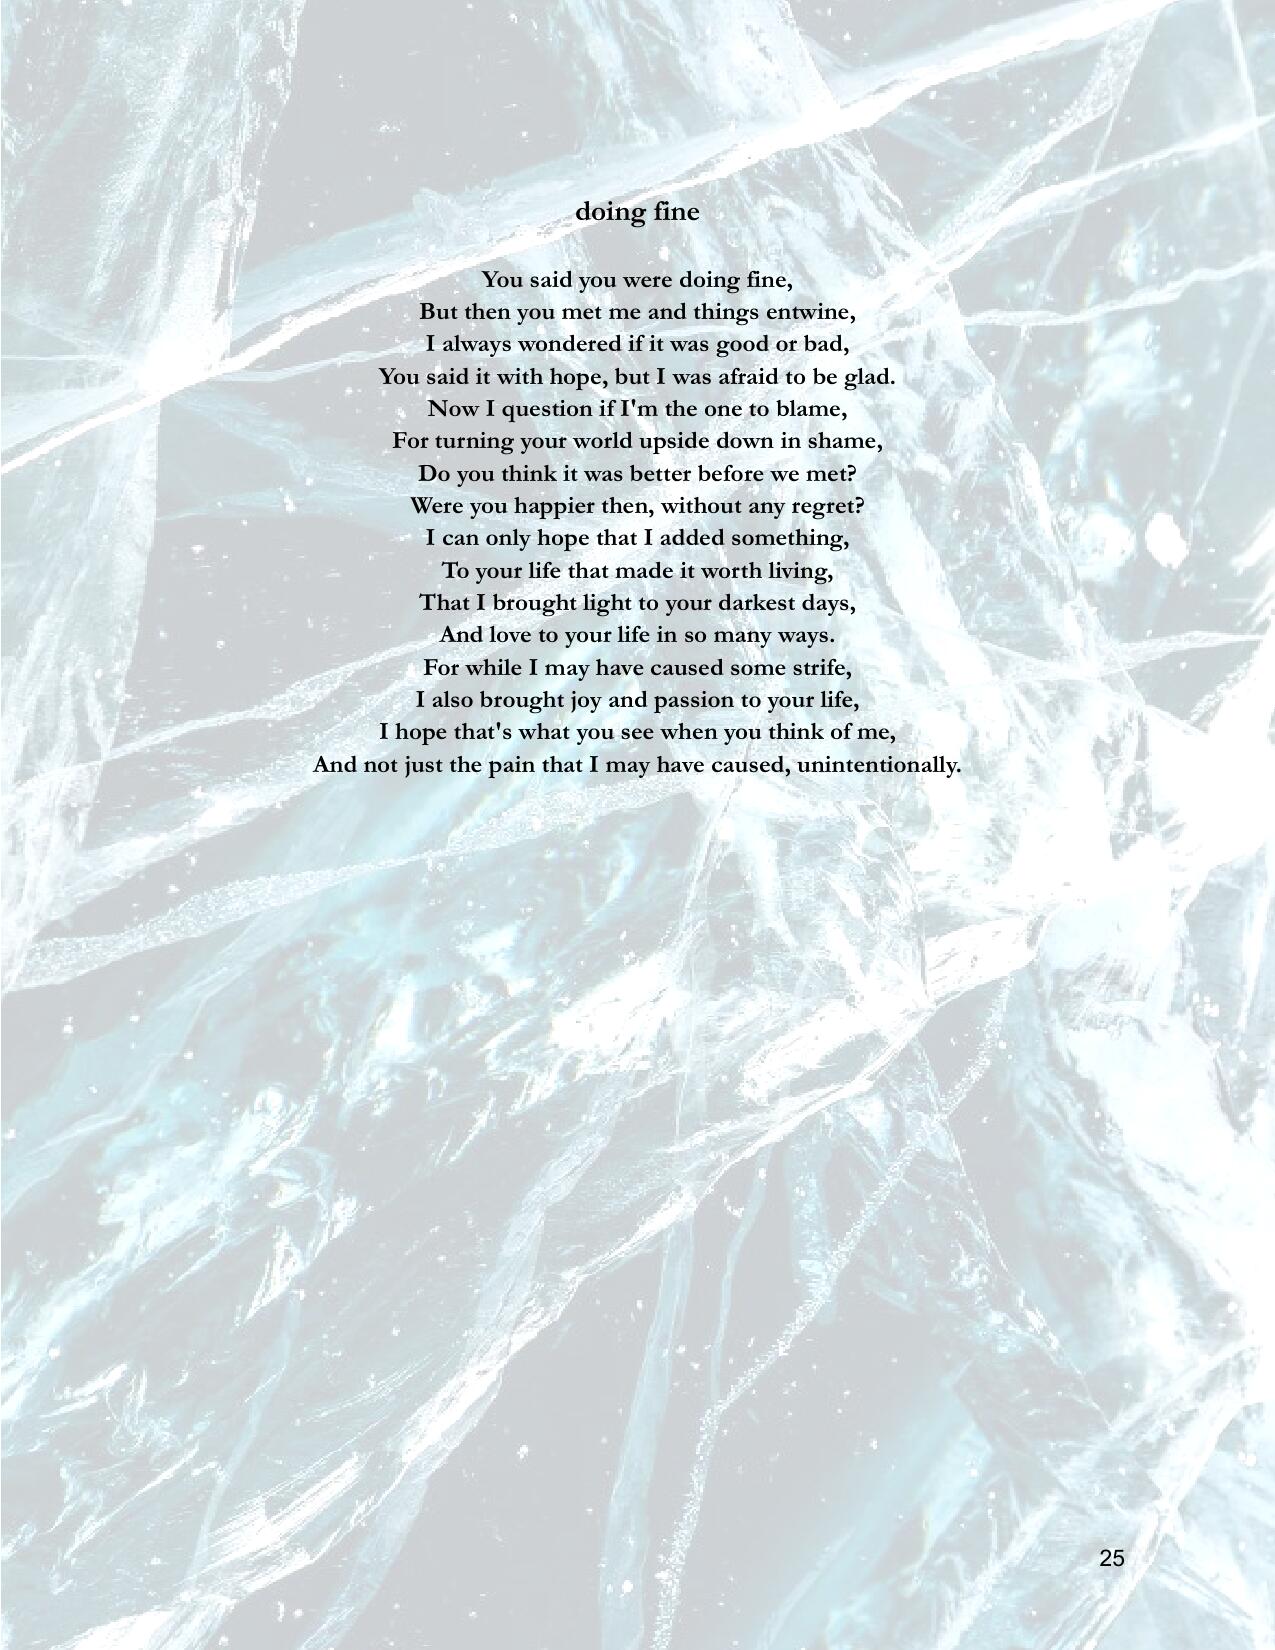 doing fine
You said you were doing fine,
But then you met me and things entwine,
I always wondered if it was good or bad,
You said it with hope, but I was afraid to be glad.
Now I question if I'm the one to blame,
For turning your world upside down in shame,
Do you think it was better before we met?
Were you happier then, without any regret?
I can only hope that I added something,
To your life that made it worth living,
That I brought light to your darkest days,
And love to your life in so many ways.
For while I may have caused some strife,
I also brought joy and passion to your life,
I hope that's what you see when you think of me,
And not just the pain that I may have caused, unintentionally.
25